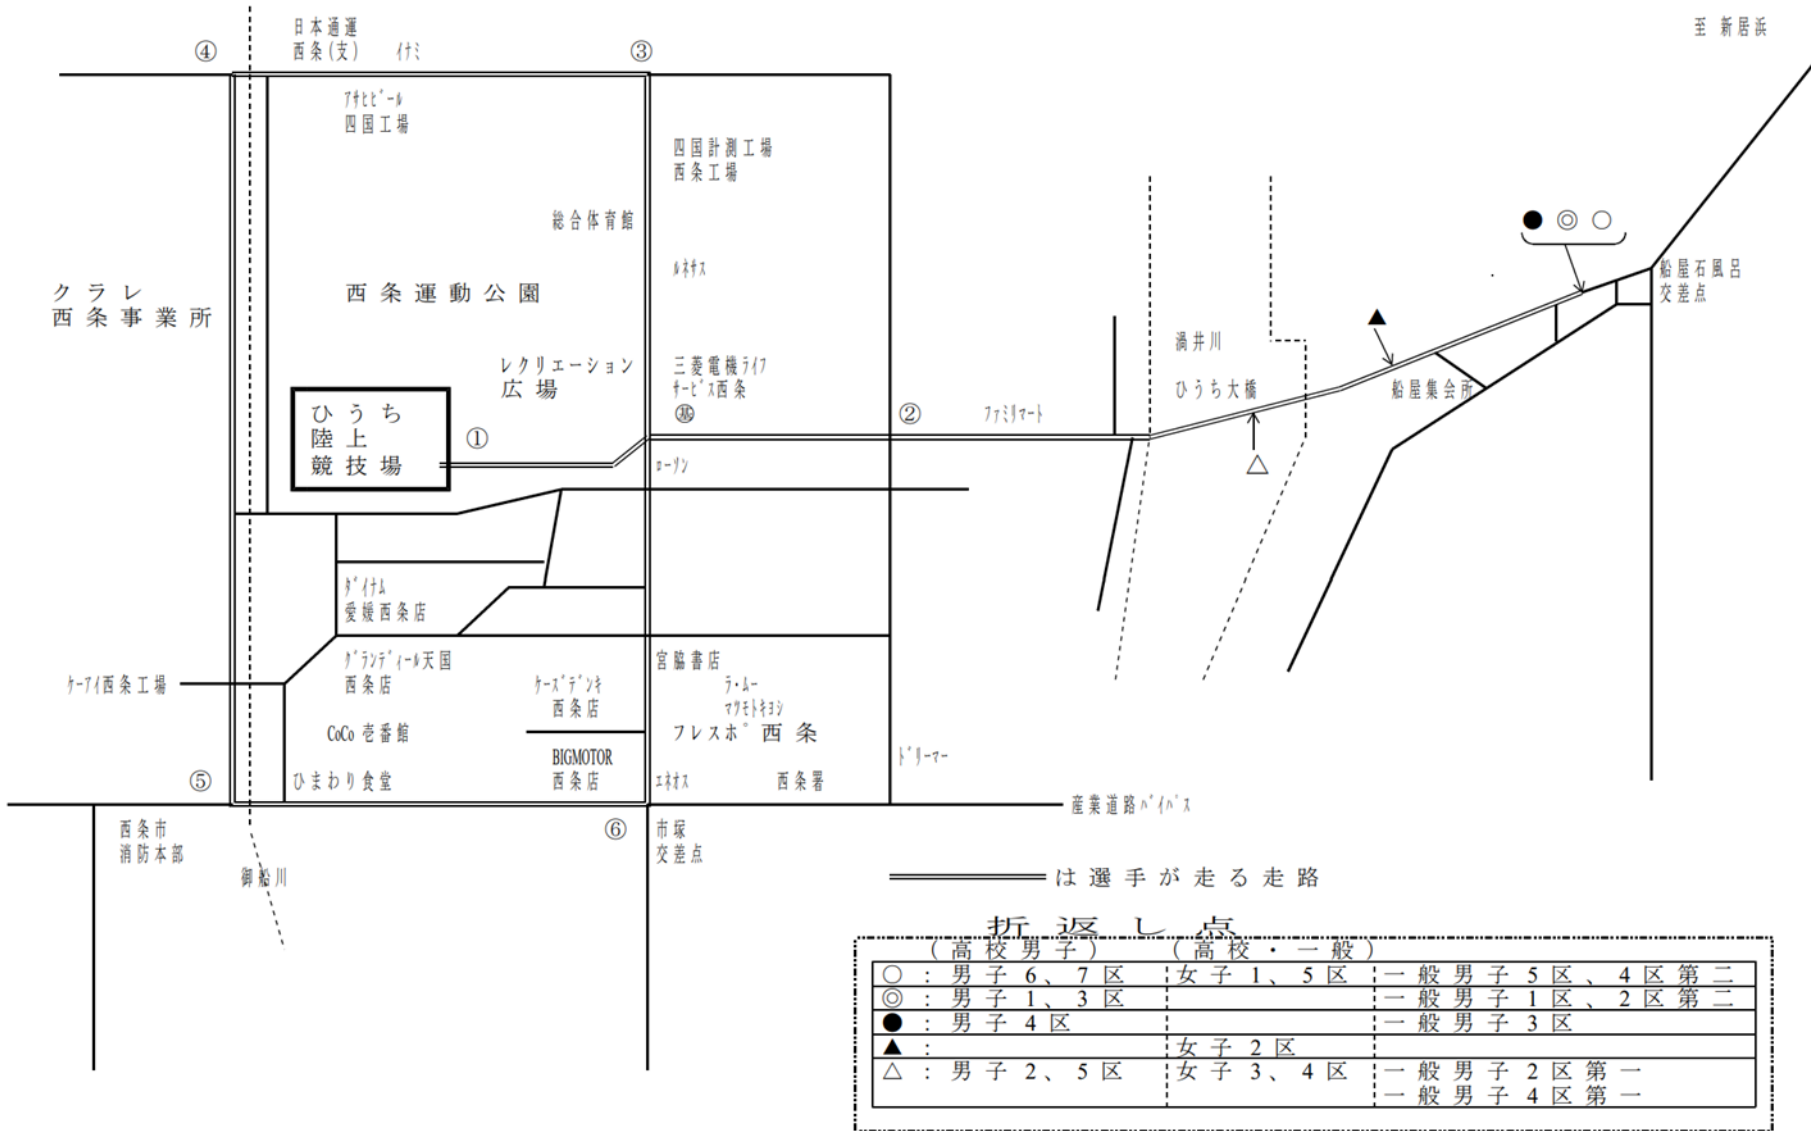 日本通運
西条(支) イナミ
至 新居浜
④
③
アサヒビール
四国工場
四国計測工場
西条工場
総合体育館
● ◎ ○
ルネサス
船屋石風呂
交差点
クラレ
西条事業所
西条運動公園
▲
渦井川
レクリエーション
広場
三菱電機ライフ
サービス西条
ひうち大橋
船屋集会所
ひうち
陸上
競技場
①
基
②
ファミリマート
ローソン
△
ダイナム
愛媛西条店
グランディール天国
西条店
宮脇書店
ケーアイ西条工場
ケーズデンキ
西条店
ラ・ムー
マツモトキヨシ
CoCo 壱番館
フレスポ西条
BIGMOTOR
西条店
ドリーマー
⑤
ひまわり食堂
エネオス
西条署
産業道路バイパス
西条市
消防本部
⑥
市塚
交差点
御船川
は選手が走る走路
折返し点
(高校男子) (高校・一般)
○ : 男子6、7区 女子1、5区 一般男子5区、4区第二
◎ : 男子1、3区 一般男子1区、2区第二
● : 男子4区 一般男子3区
▲ : 女子2区
△ : 男子2、5区 女子3、4区 一般男子2区第一
一般男子4区第一